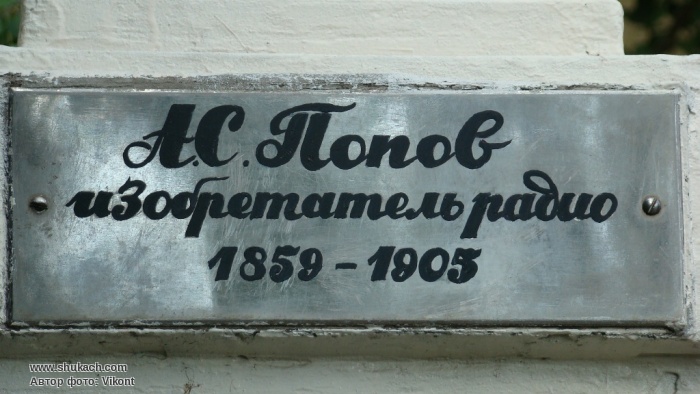 А.С. Попов
изобретатель радио
1859 – 1905
www.shukach.com
Автор фото: Vikont